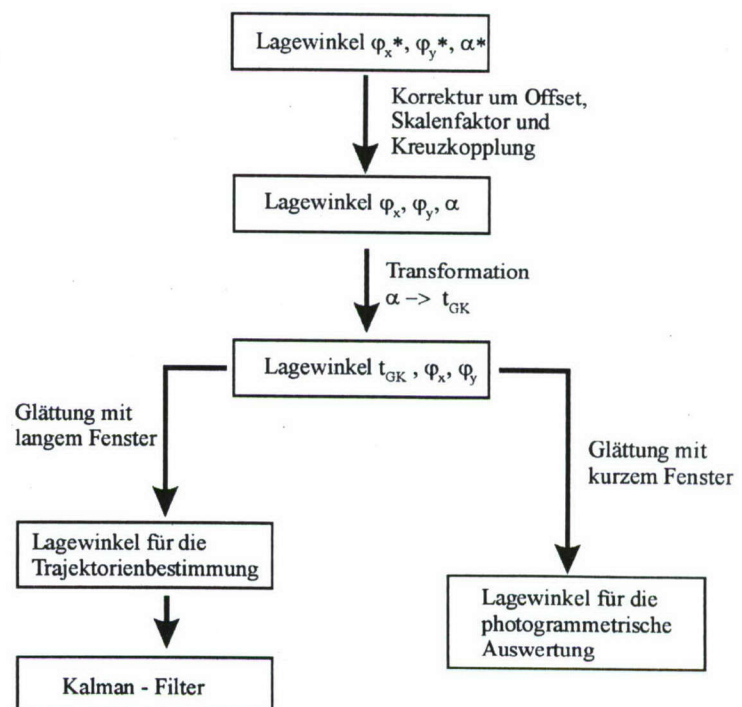 Lagewinkel φx*, φy*, α*
Korrektur um Offset,
Skalenfaktor und
Kreuzkopplung
Lagewinkel φx, φy, α
Transformation
α –> tGK
Lagewinkel tGK , φx, φy
Glättung mit
langem Fenster
Glättung mit
kurzem Fenster
Lagewinkel für die
Trajektorienbestimmung
Lagewinkel für die
photogrammetrische
Auswertung
Kalman - Filter